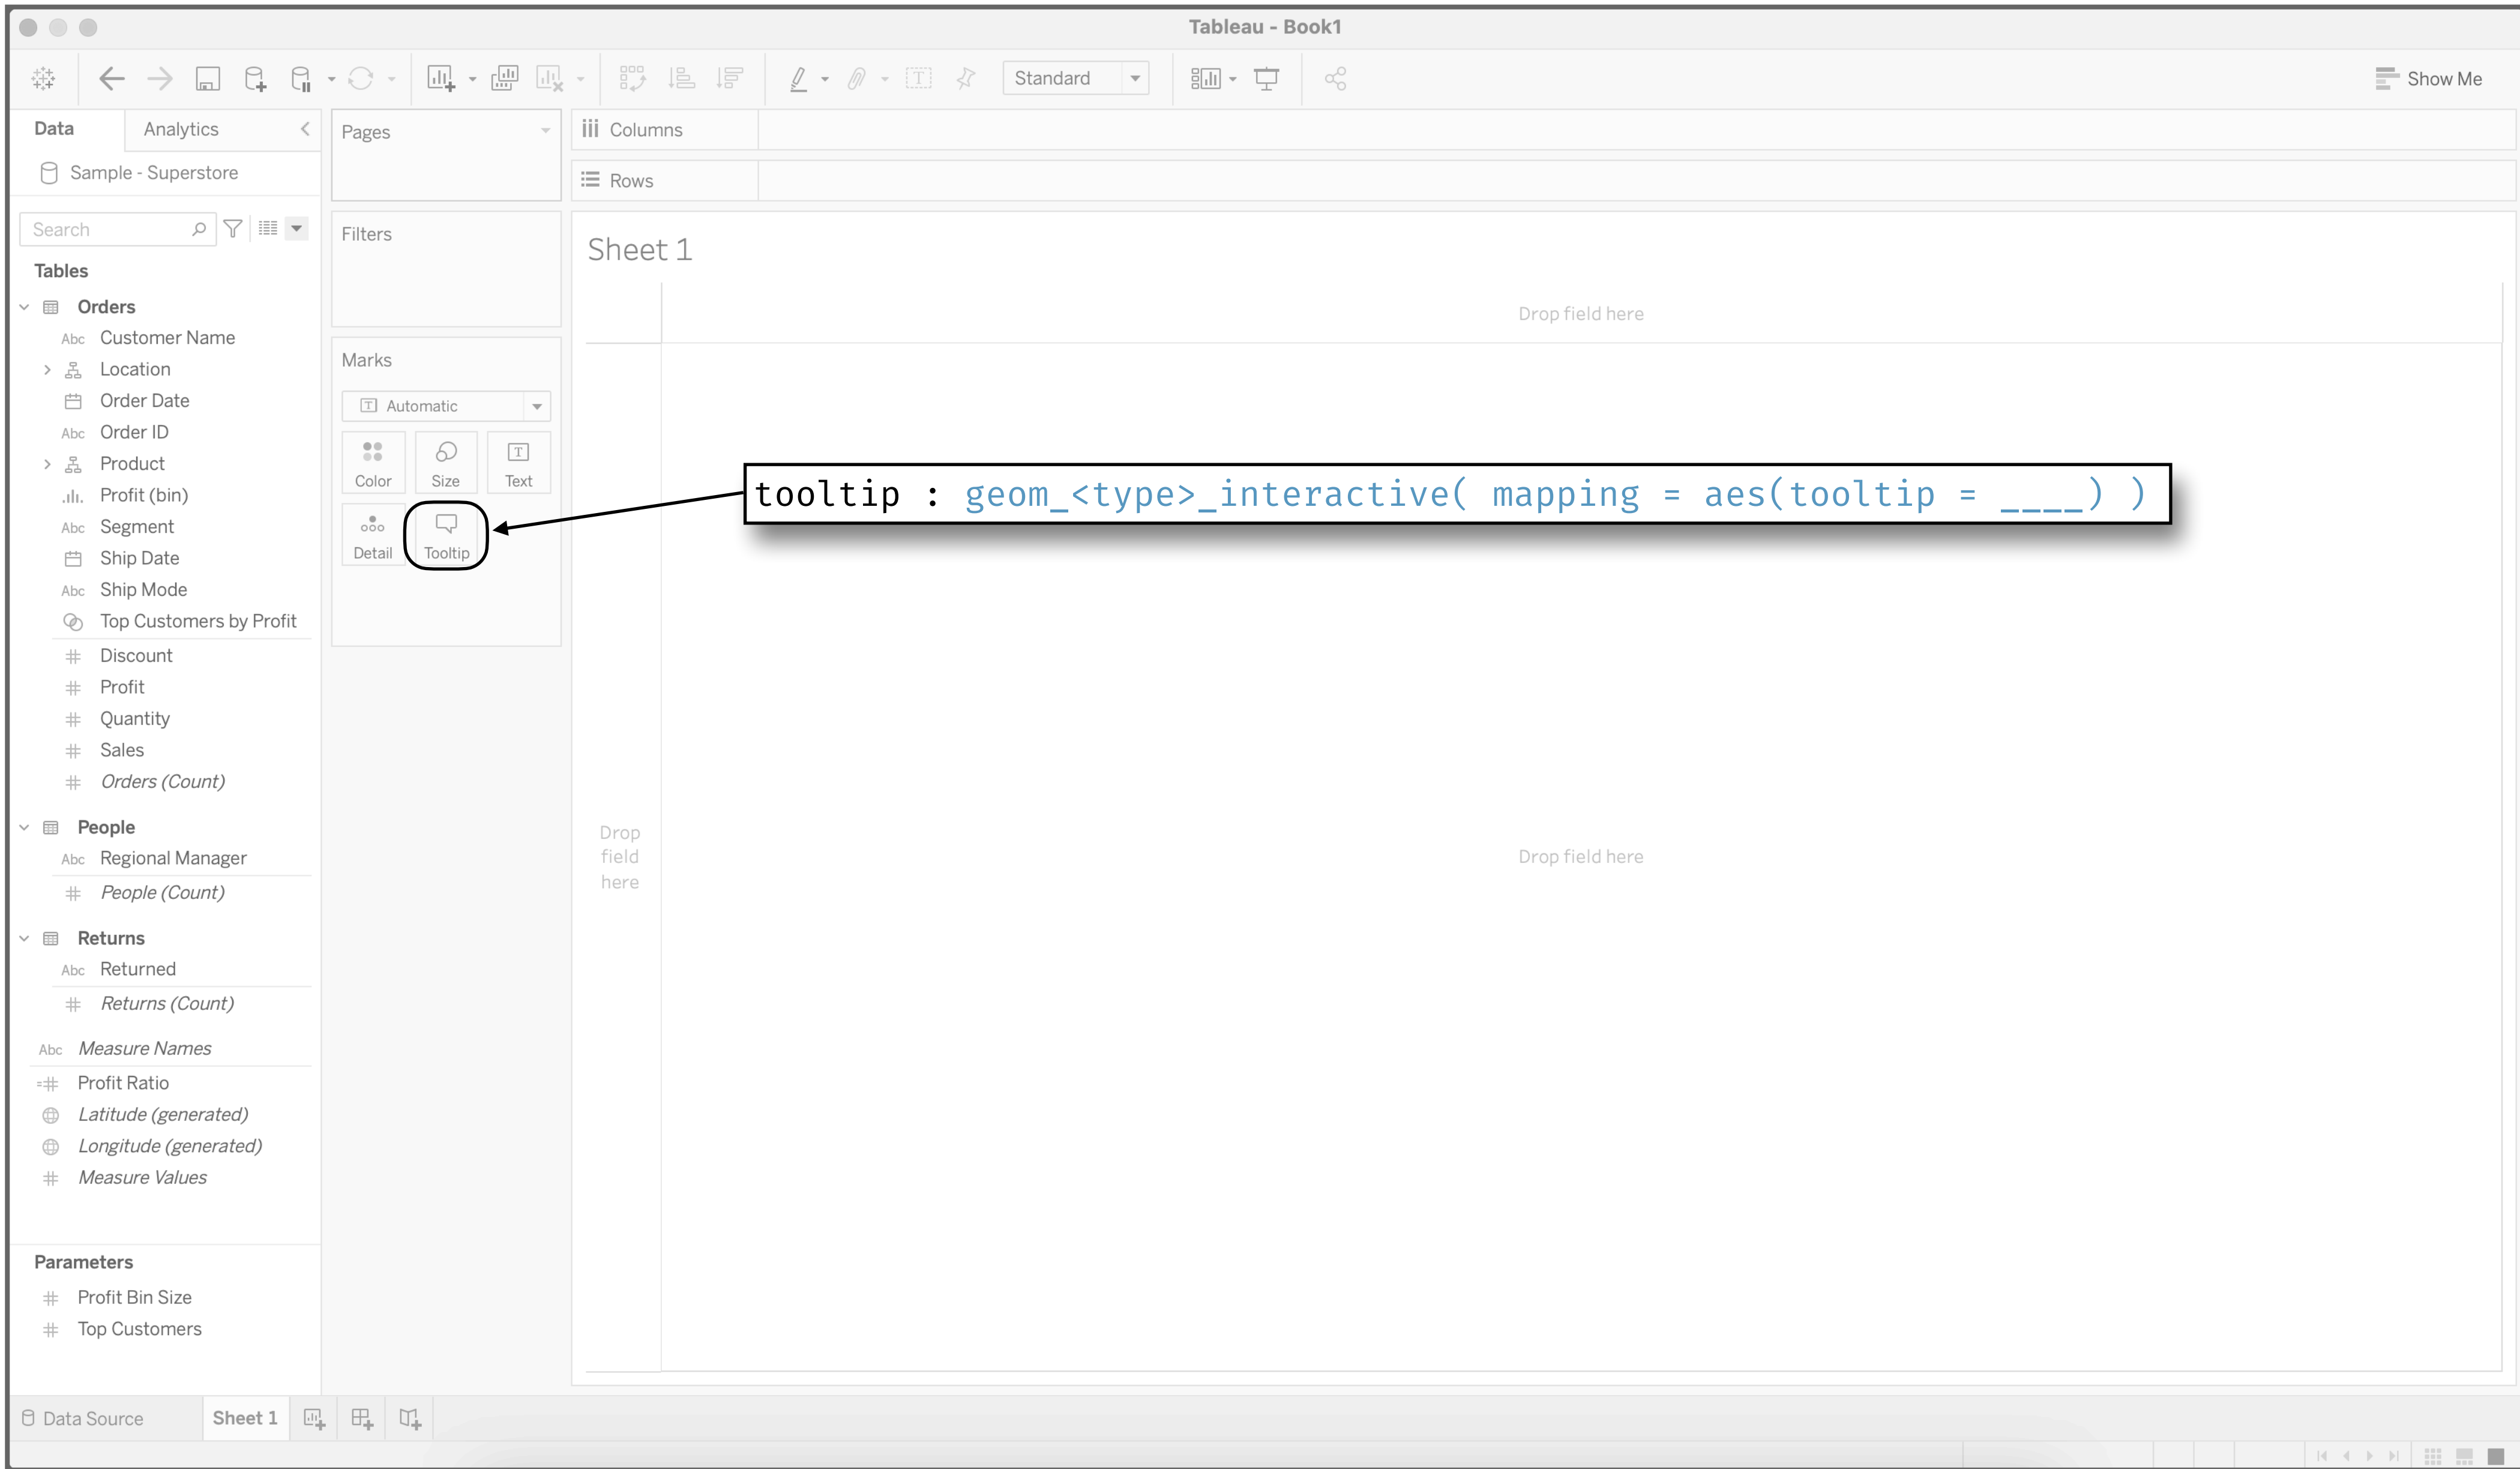 Tableau - Book1
Standard
Show Me
Data
Analytics
Sample - Superstore
Search
Tables
Orders
Abc Customer Name
Location
Order Date
Abc Order ID
Product
Profit (bin)
Abc Segment
Ship Date
Abc Ship Mode
Top Customers by Profit
Discount
Profit
Quantity
Sales
Orders (Count)
People
Abc Regional Manager
People (Count)
Returns
Abc Returned
Returns (Count)
Abc Measure Names
Profit Ratio
Latitude (generated)
Longitude (generated)
Measure Values
Parameters
Profit Bin Size
Top Customers
Pages
Filters
Marks
Automatic
Color Size Text
Detail Tooltip
Columns
Rows
Sheet 1
Drop field here
tooltip : geom_<type>_interactive( mapping = aes(tooltip = ____) )
Drop
field
here
Drop field here
Data Source
Sheet 1